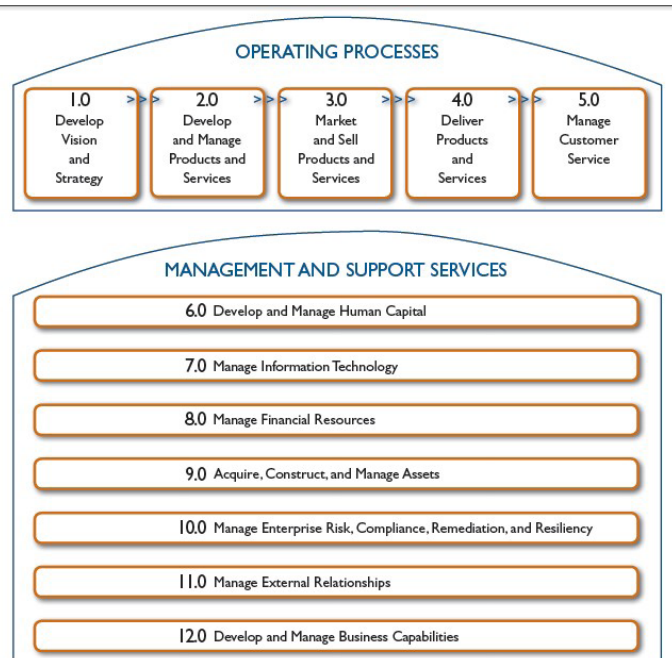 OPERATING PROCESSES
1.0 >>>
Develop
Vision
and
Strategy
2.0 >>>
Develop
and Manage
Products and
Services
3.0 >>>
Market
and Sell
Products and
Services
4.0 >>>
Deliver
Products
and
Services
5.0
Manage
Customer
Service
MANAGEMENT AND SUPPORT SERVICES
6.0 Develop and Manage Human Capital
7.0 Manage Information Technology
8.0 Manage Financial Resources
9.0 Acquire, Construct, and Manage Assets
10.0 Manage Enterprise Risk, Compliance, Remediation, and Resiliency
11.0 Manage External Relationships
12.0 Develop and Manage Business Capabilities